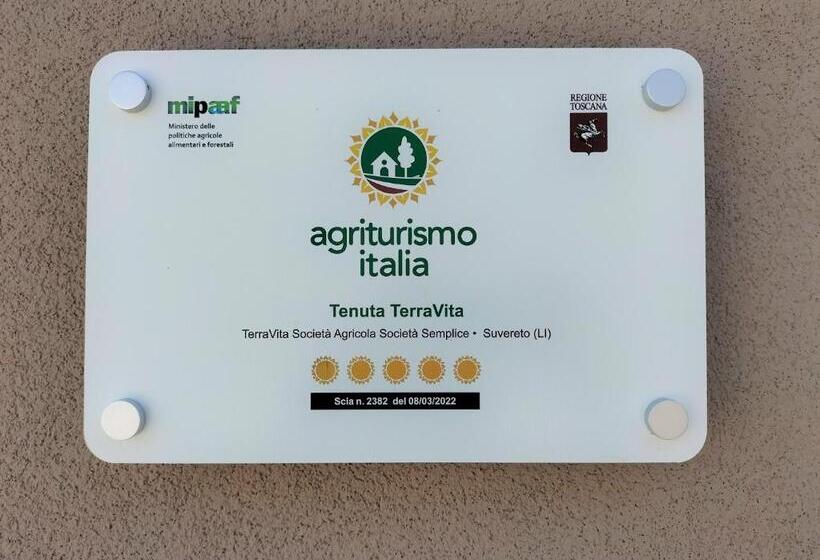 mipaaf
Ministero delle
politiche agricole
alimentari e forestali
REGIONE
TOSCANA
agriturismo
italia
Tenuta TerraVita
TerraVita Società Agricola Società Semplice • Suvereto (LI)
Scia n. 2382 del 08/03/2022